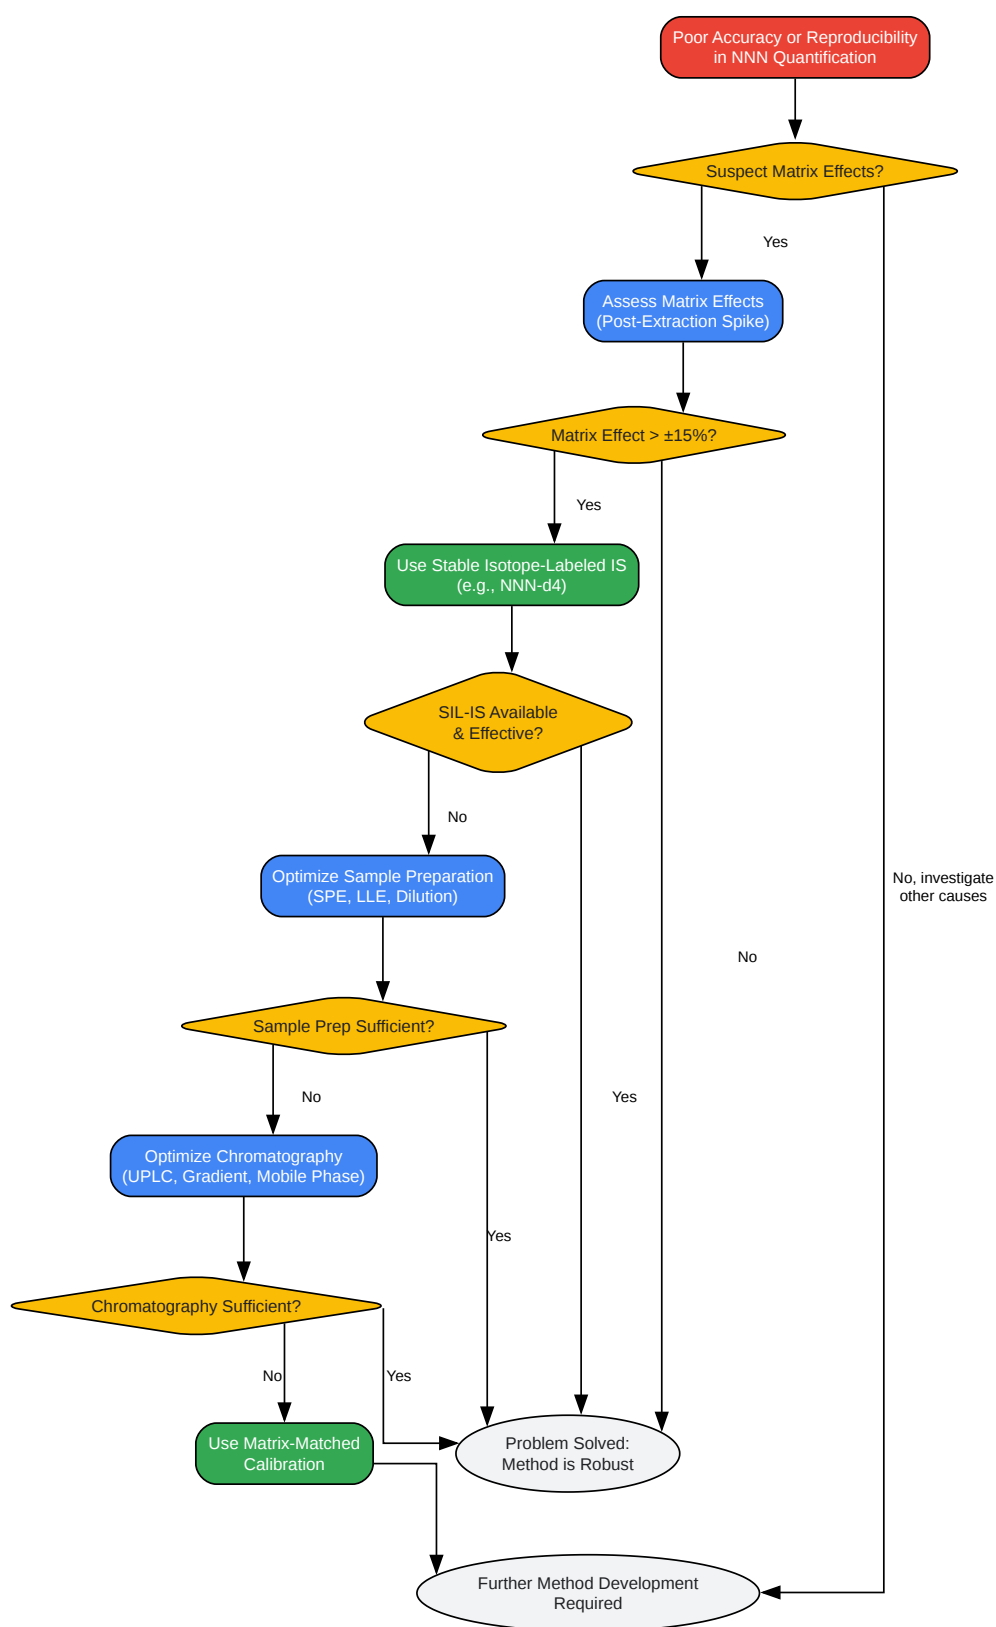 Poor Accuracy or Reproducibility
in NNN Quantification
Suspect Matrix Effects?
Yes
Assess Matrix Effects
(Post-Extraction Spike)
Matrix Effect > ±15%?
Yes
Use Stable Isotope-Labeled IS
(e.g., NNN-d4)
SIL-IS Available
& Effective?
No
Optimize Sample Preparation
(SPE, LLE, Dilution)
No, investigate
other causes
No
Sample Prep Sufficient?
No
Yes
Optimize Chromatography
(UPLC, Gradient, Mobile Phase)
Yes
Chromatography Sufficient?
No
Yes
Use Matrix-Matched
Calibration
Problem Solved:
Method is Robust
Further Method Development
Required